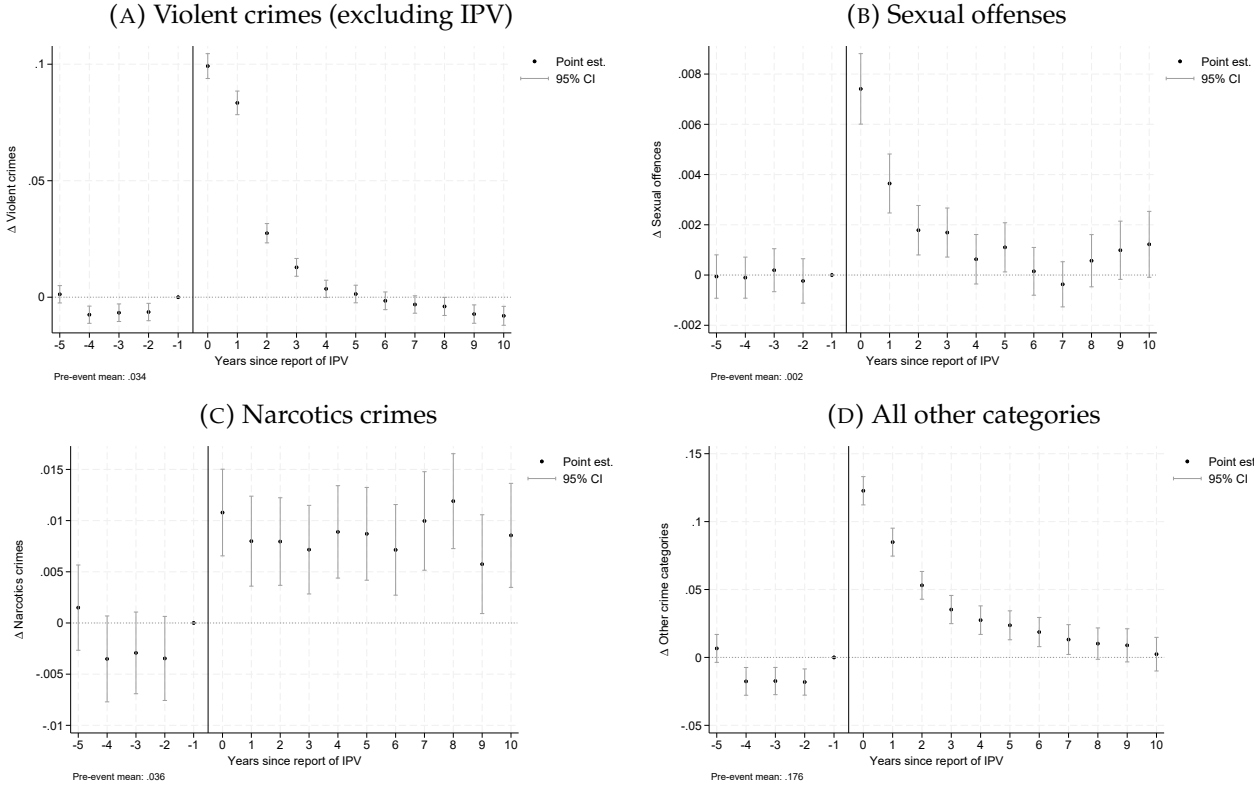 (A) Violent crimes (excluding IPV)
.1
.05
0
Δ Violent crimes
-5 -4 -3 -2 -1 0 1 2 3 4 5 6 7 8 9 10
Years since report of IPV
Pre-event mean: .034
Point est.
95% CI
(B) Sexual offenses
.008
.006
.004
.002
0
-.002
Δ Sexual offences
-5 -4 -3 -2 -1 0 1 2 3 4 5 6 7 8 9 10
Years since report of IPV
Pre-event mean: .002
Point est.
95% CI
(C) Narcotics crimes
.015
.01
.005
0
-.005
-.01
Δ Narcotics crimes
-5 -4 -3 -2 -1 0 1 2 3 4 5 6 7 8 9 10
Years since report of IPV
Pre-event mean: .036
Point est.
95% CI
(D) All other categories
.15
.1
.05
0
-.05
Δ Other crime categories
-5 -4 -3 -2 -1 0 1 2 3 4 5 6 7 8 9 10
Years since report of IPV
Pre-event mean: .176
Point est.
95% CI